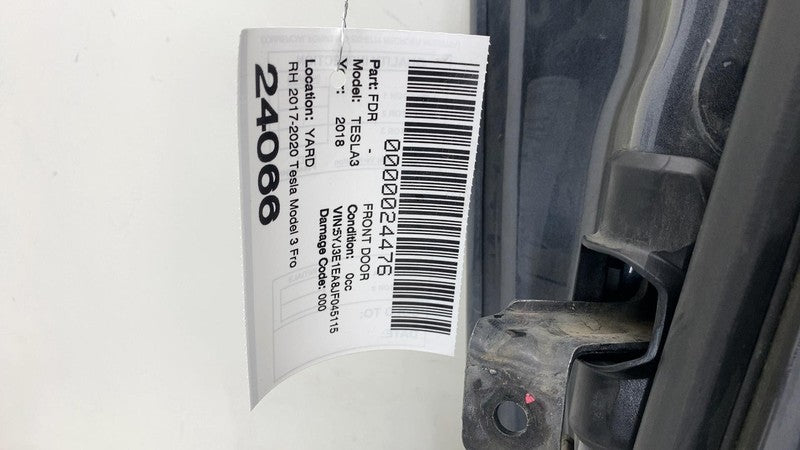 0000024476
Part: FDR - FRONT DOOR
Model: TESLA3 Condition: 0cc
2018 VIN:5YJ3E1EA8JF045115
Damage Code: 000
Location: YARD
RH 2017-2020 Tesla Model 3 Fro
24066